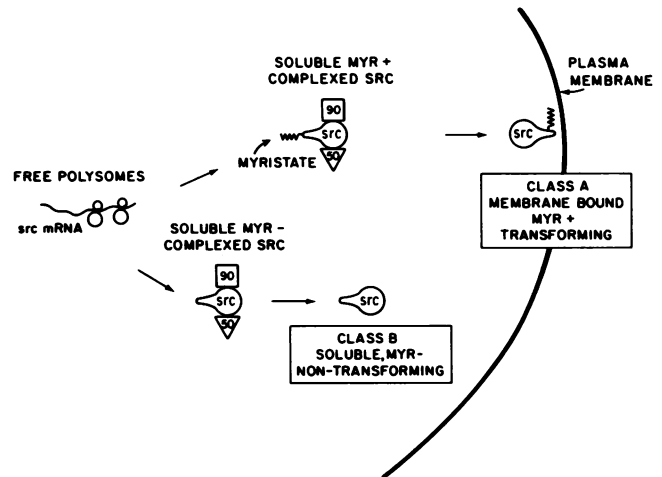 SOLUBLE MYR +
COMPLEXED SRC
90
src
50
MYRISTATE
PLASMA
MEMBRANE
src
CLASS A
MEMBRANE BOUND
MYR +
TRANSFORMING
FREE POLYSOMES
src mRNA
SOLUBLE MYR -
COMPLEXED SRC
90
src
50
src
CLASS B
SOLUBLE, MYR-
NON-TRANSFORMING